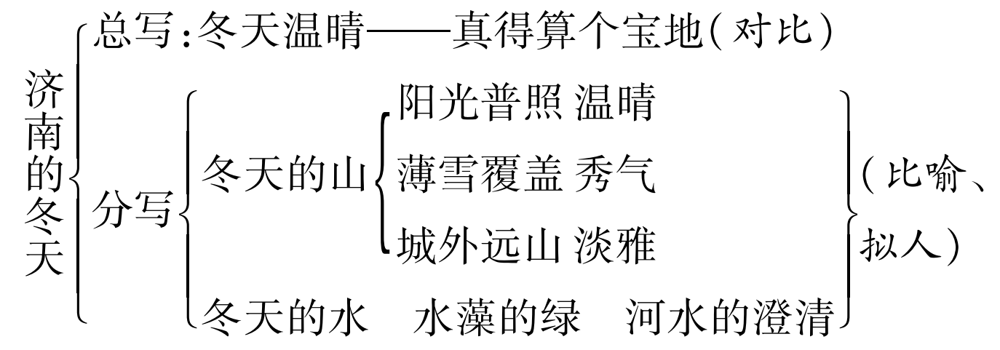 济南的冬天
总写:冬天温晴——真得算个宝地(对比)
分写
冬天的山
阳光普照 温晴
薄雪覆盖 秀气
城外远山 淡雅
冬天的水 水藻的绿 河水的澄清
(比喻、
拟人)